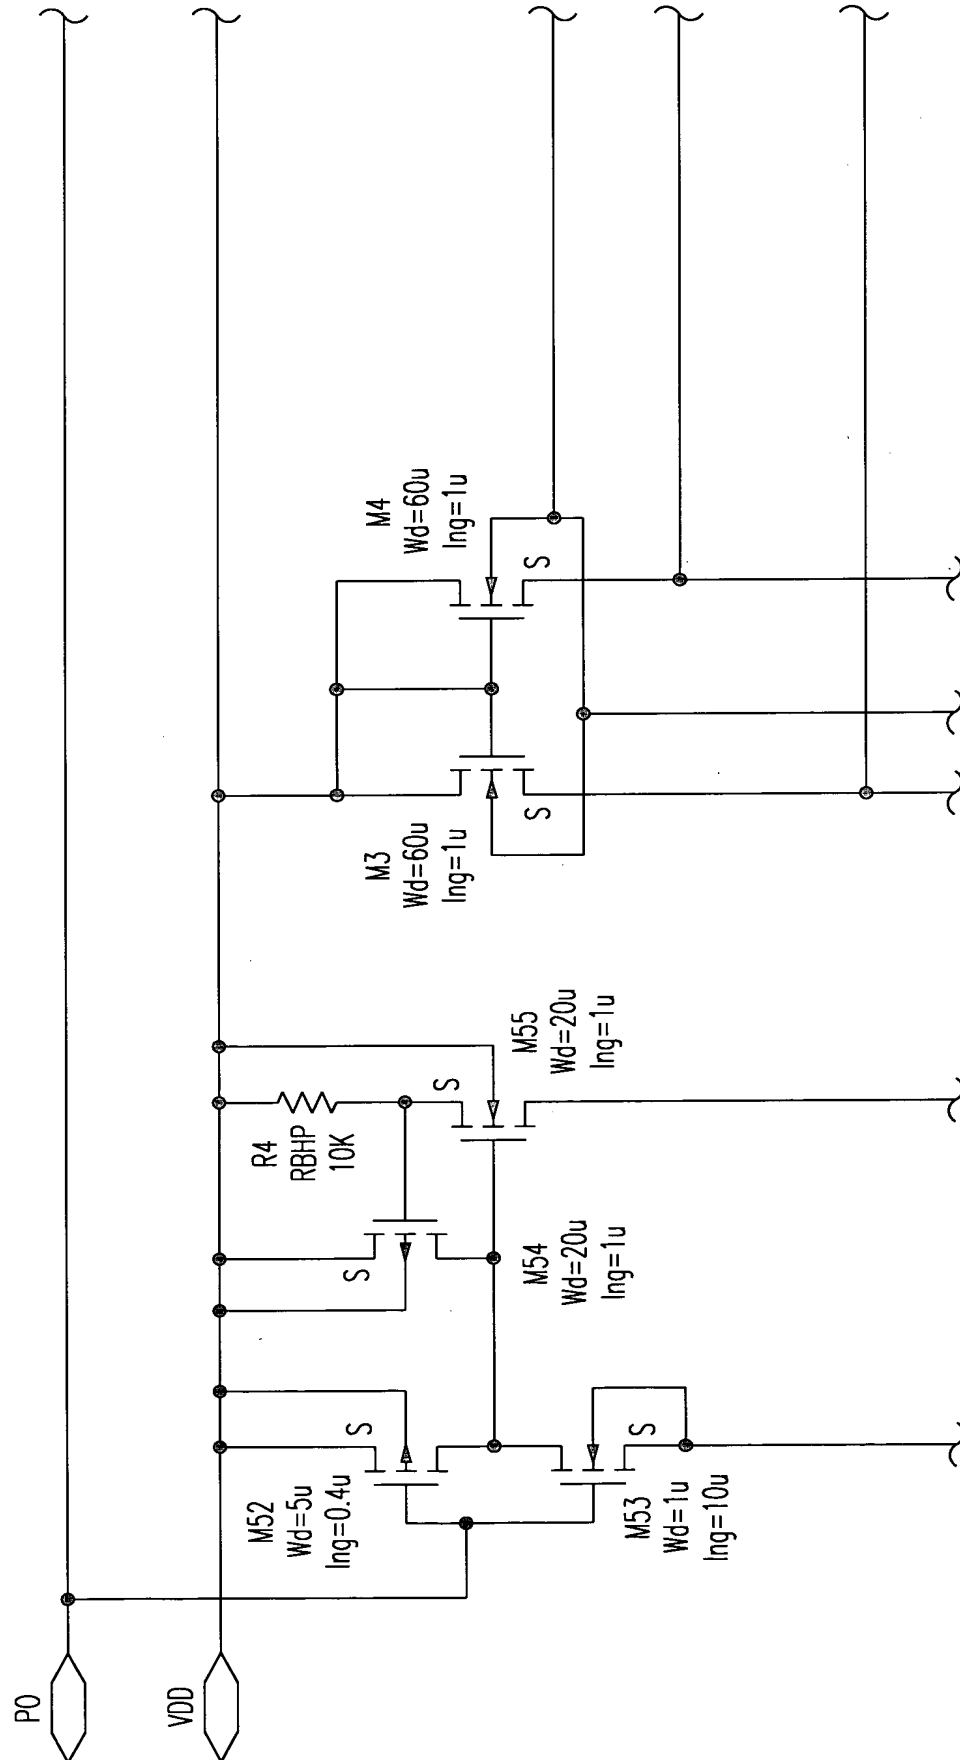 PO
VDD
M52
Wd=5u
lng=0.4u
S
M53
Wd=1u
lng=10u
S
S
M54
Wd=20u
lng=1u
R4
RBHP
10K
S
M55
Wd=20u
lng=1u
M3
Wd=60u
lng=1u
S
M4
Wd=60u
lng=1u
S